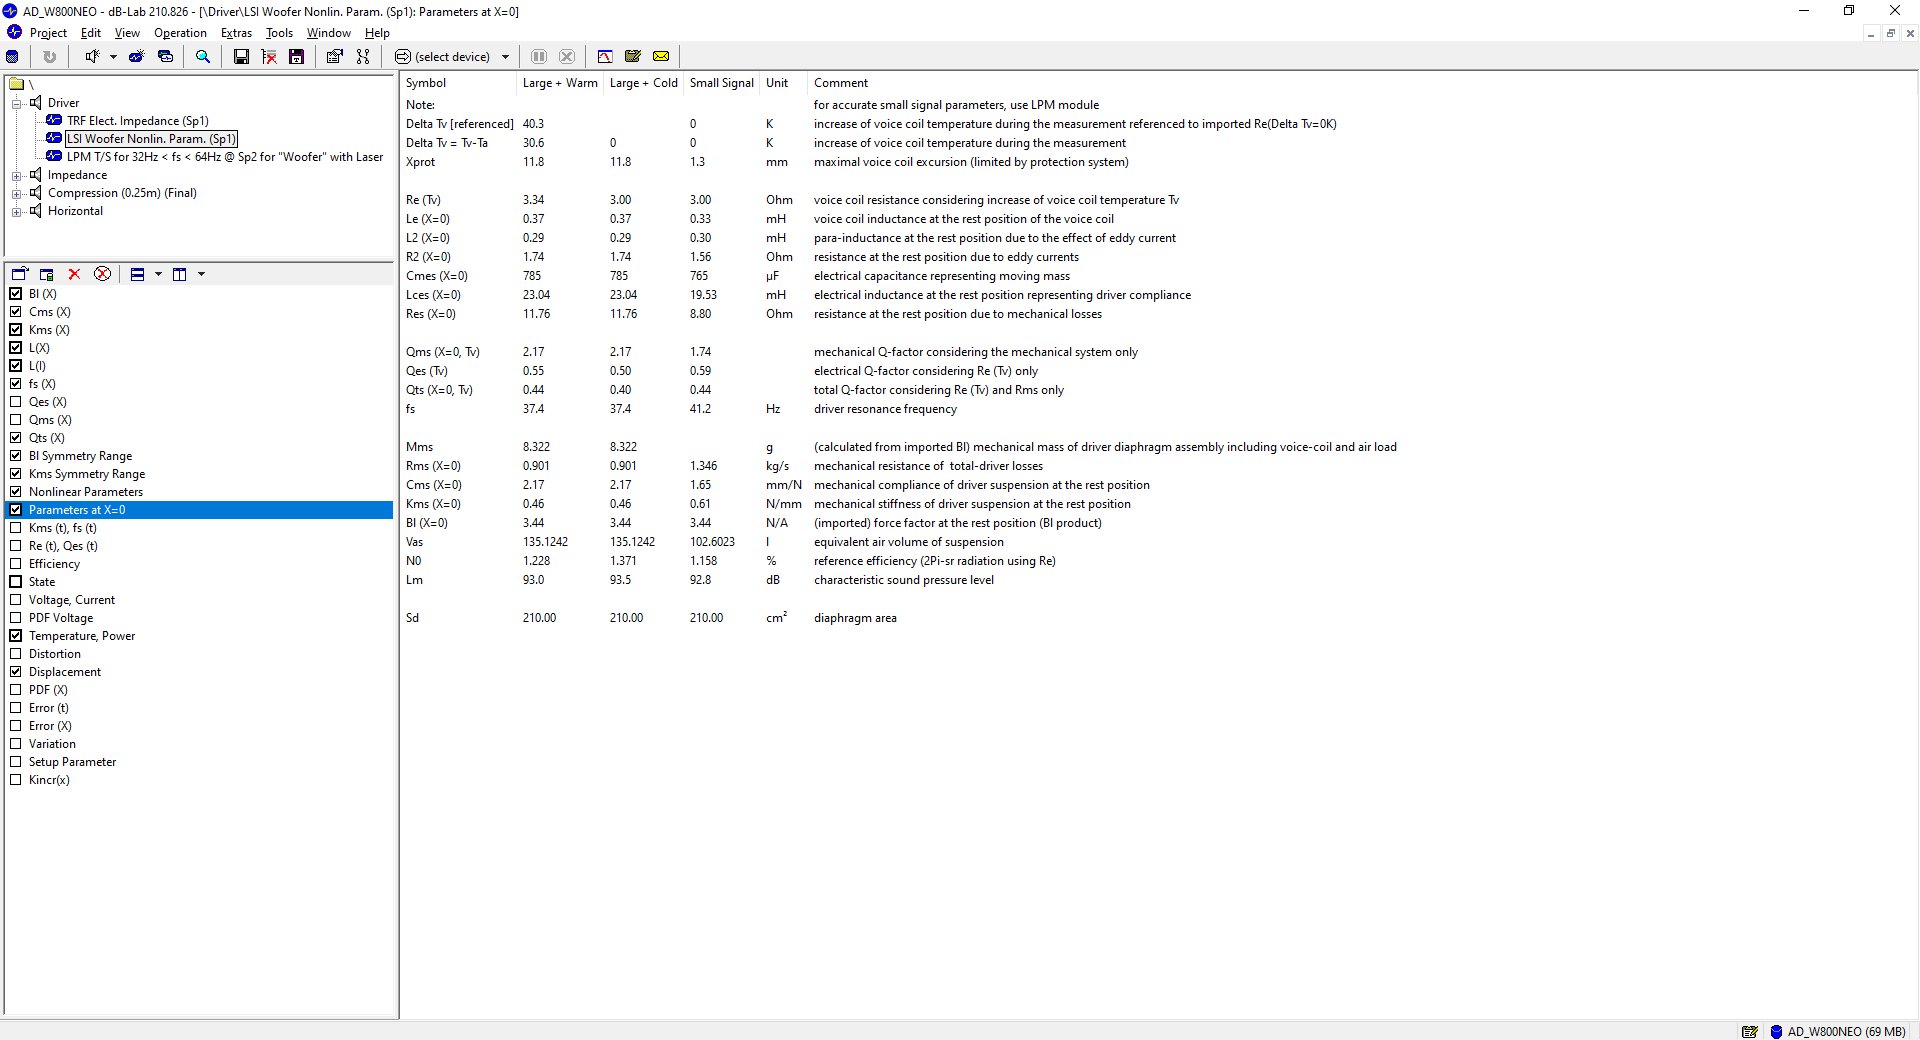 AD_W800NEO - dB-Lab 210.826 - [\Driver\LSI Woofer Nonlin. Param. (Sp1): Parameters at X=0]
Project Edit View Operation Extras Tools Window Help
(select device)
\
Driver
TRF Elect. Impedance (Sp1)
LSI Woofer Nonlin. Param. (Sp1)
LPM T/S for 32Hz < fs < 64Hz @ Sp2 for "Woofer" with Laser
Impedance
Compression (0.25m) (Final)
Horizontal
Bl (X)
Cms (X)
Kms (X)
L(X)
L(I)
fs (X)
Qes (X)
Qms (X)
Qts (X)
Bl Symmetry Range
Kms Symmetry Range
Nonlinear Parameters
Parameters at X=0
Kms (t), fs (t)
Re (t), Qes (t)
Efficiency
State
Voltage, Current
PDF Voltage
Temperature, Power
Distortion
Displacement
PDF (X)
Error (t)
Error (X)
Variation
Setup Parameter
Kincr(x)
Symbol Large + Warm Large + Cold Small Signal Unit Comment
Note: for accurate small signal parameters, use LPM module
Delta Tv [referenced] 40.3 0 K increase of voice coil temperature during the measurement referenced to imported Re(Delta Tv=0K)
Delta Tv = Tv-Ta 30.6 0 0 K increase of voice coil temperature during the measurement
Xprot 11.8 11.8 1.3 mm maximal voice coil excursion (limited by protection system)
Re (Tv) 3.34 3.00 3.00 Ohm voice coil resistance considering increase of voice coil temperature Tv
Le (X=0) 0.37 0.37 0.33 mH voice coil inductance at the rest position of the voice coil
L2 (X=0) 0.29 0.29 0.30 mH para-inductance at the rest position due to the effect of eddy current
R2 (X=0) 1.74 1.74 1.56 Ohm resistance at the rest position due to eddy currents
Cmes (X=0) 785 785 765 µF electrical capacitance representing moving mass
Lces (X=0) 23.04 23.04 19.53 mH electrical inductance at the rest position representing driver compliance
Res (X=0) 11.76 11.76 8.80 Ohm resistance at the rest position due to mechanical losses
Qms (X=0, Tv) 2.17 2.17 1.74 mechanical Q-factor considering the mechanical system only
Qes (Tv) 0.55 0.50 0.59 electrical Q-factor considering Re (Tv) only
Qts (X=0, Tv) 0.44 0.40 0.44 total Q-factor considering Re (Tv) and Rms only
fs 37.4 37.4 41.2 Hz driver resonance frequency
Mms 8.322 8.322 g (calculated from imported Bl) mechanical mass of driver diaphragm assembly including voice-coil and air load
Rms (X=0) 0.901 0.901 1.346 kg/s mechanical resistance of total-driver losses
Cms (X=0) 2.17 2.17 1.65 mm/N mechanical compliance of driver suspension at the rest position
Kms (X=0) 0.46 0.46 0.61 N/mm mechanical stiffness of driver suspension at the rest position
Bl (X=0) 3.44 3.44 3.44 N/A (imported) force factor at the rest position (Bl product)
Vas 135.1242 135.1242 102.6023 l equivalent air volume of suspension
N0 1.228 1.371 1.158 % reference efficiency (2Pi-sr radiation using Re)
Lm 93.0 93.5 92.8 dB characteristic sound pressure level
Sd 210.00 210.00 210.00 cm² diaphragm area
AD_W800NEO (69 MB)